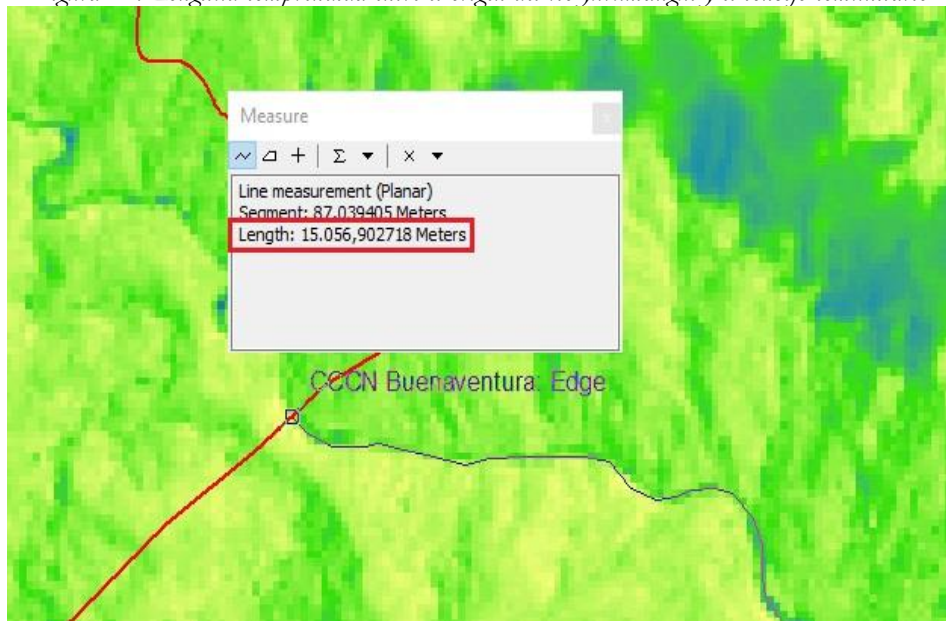 Measure
Line measurement (Planar)
Segment: 87,039405 Meters
Length: 15.056,902718 Meters
CCCN Buenaventura: Edge